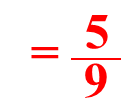 = 5/9